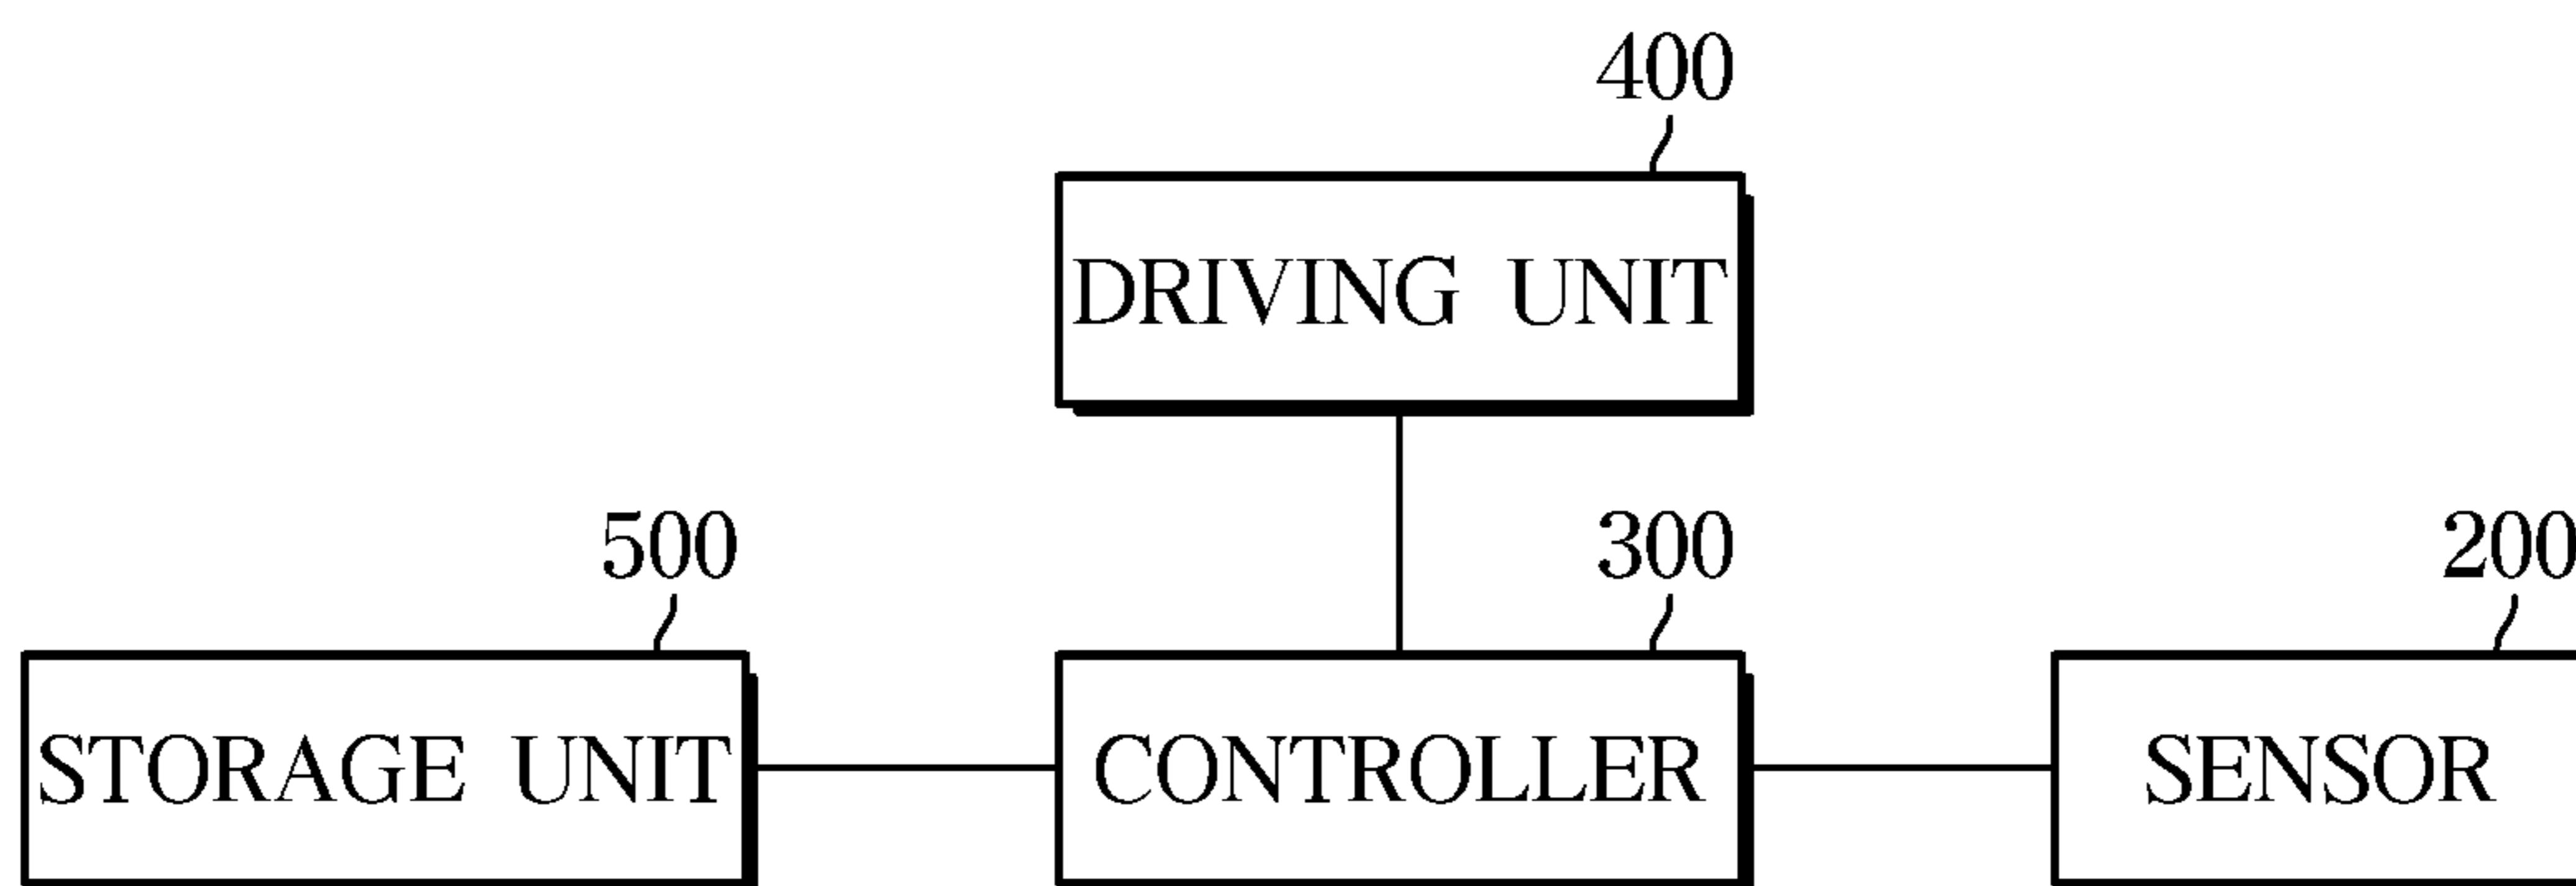 400
DRIVING UNIT
500
300
200
STORAGE UNIT
CONTROLLER
SENSOR